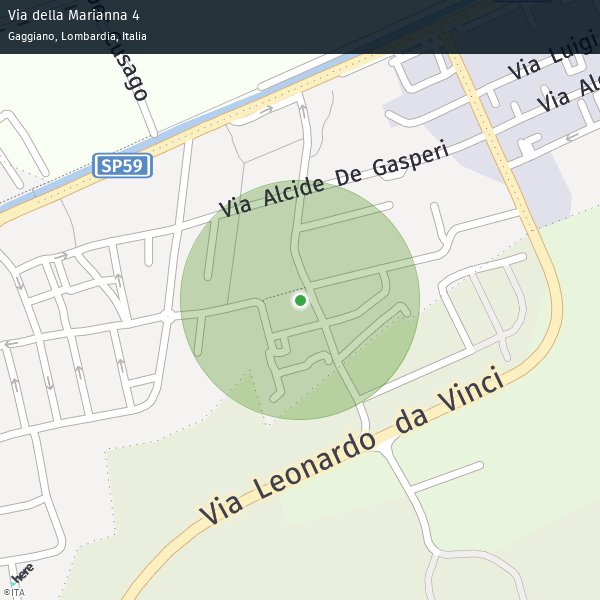 Via della Marianna 4
Gaggiano, Lombardia, Italia
Cusago
Via Luigi
Via Alc
SP59
Via Alcide De Gasperi
Via Leonardo da Vinci
here
©ITA